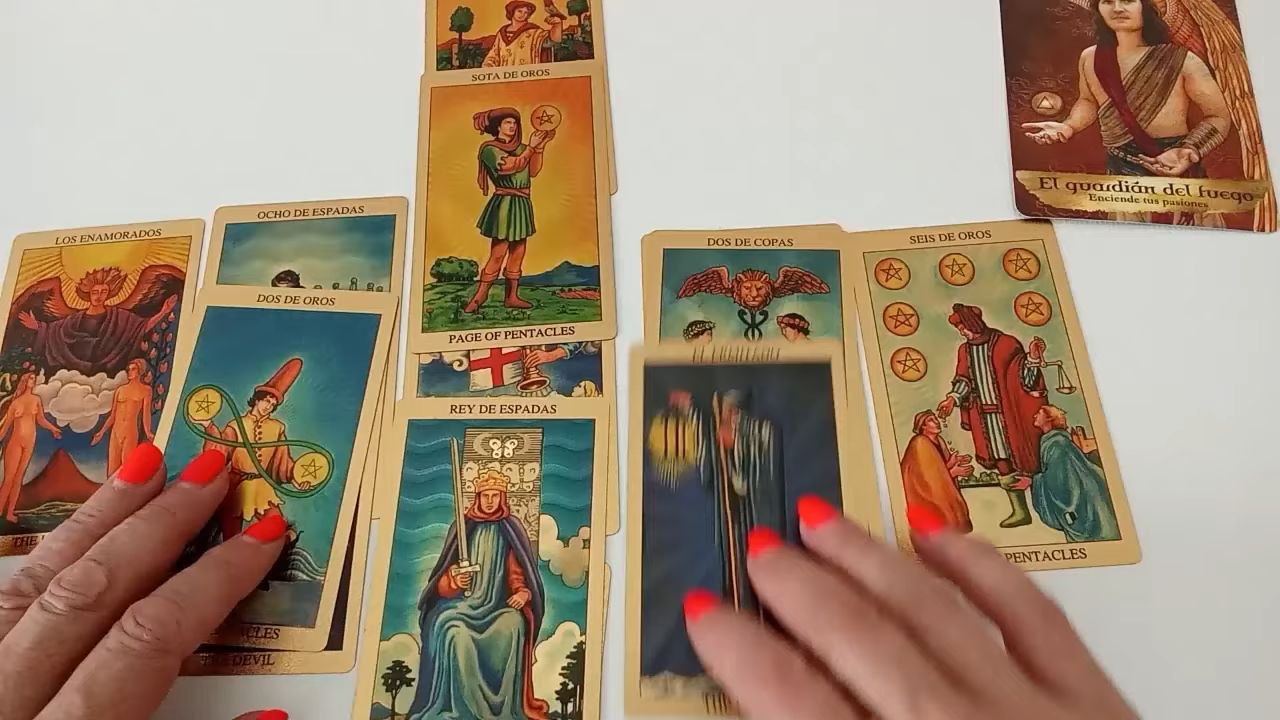 SOTA DE OROS
PAGE OF PENTACLES
El guardián del fuego
Enciende tus pasiones
LOS ENAMORADOS
OCHO DE ESPADAS
DOS DE OROS
THE DEVIL
REY DE ESPADAS
DOS DE COPAS
SEIS DE OROS
PENTACLES